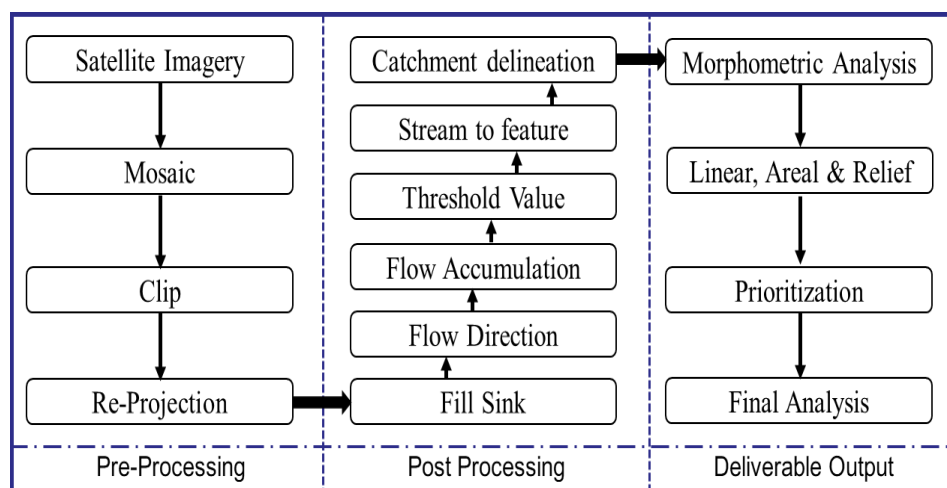 Satellite Imagery
Mosaic
Clip
Re-Projection
Pre-Processing
Catchment delineation
Stream to feature
Threshold Value
Flow Accumulation
Flow Direction
Fill Sink
Post Processing
Morphometric Analysis
Linear, Areal & Relief
Prioritization
Final Analysis
Deliverable Output